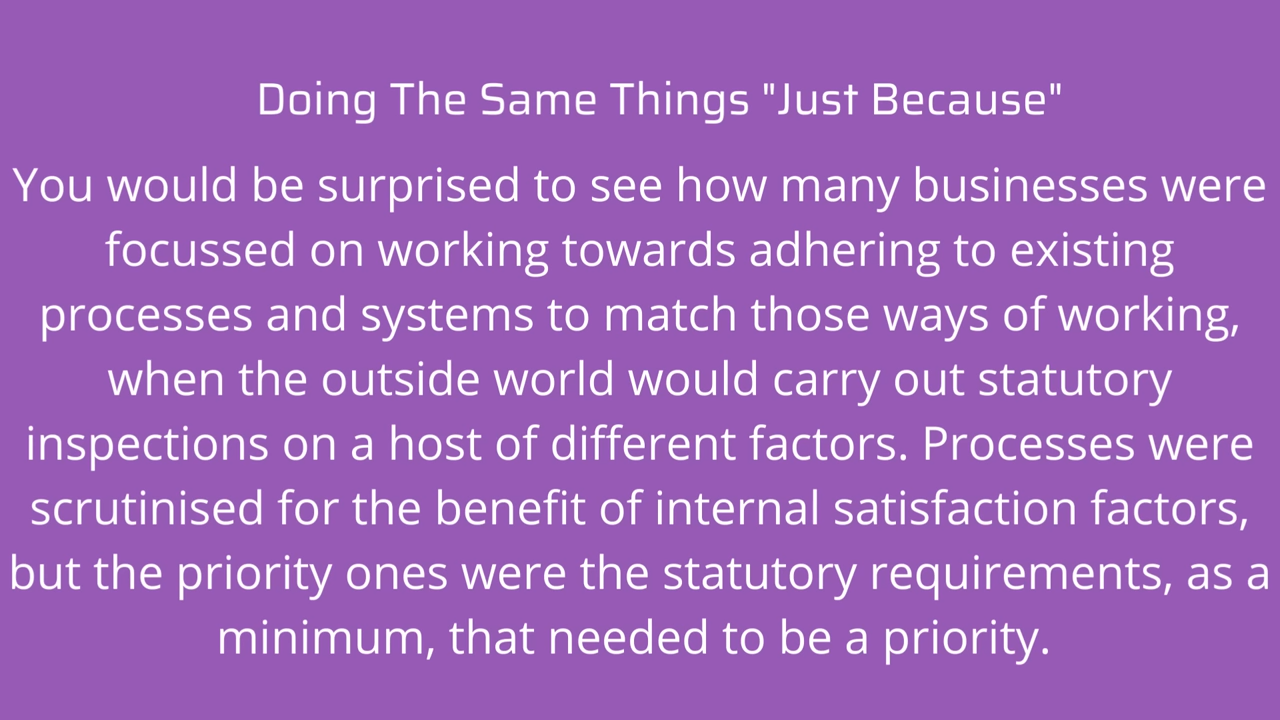 Doing The Same Things "Just Because"
You would be surprised to see how many businesses were
focussed on working towards adhering to existing
processes and systems to match those ways of working,
when the outside world would carry out statutory
inspections on a host of different factors. Processes were
scrutinised for the benefit of internal satisfaction factors,
but the priority ones were the statutory requirements, as a
minimum, that needed to be a priority.